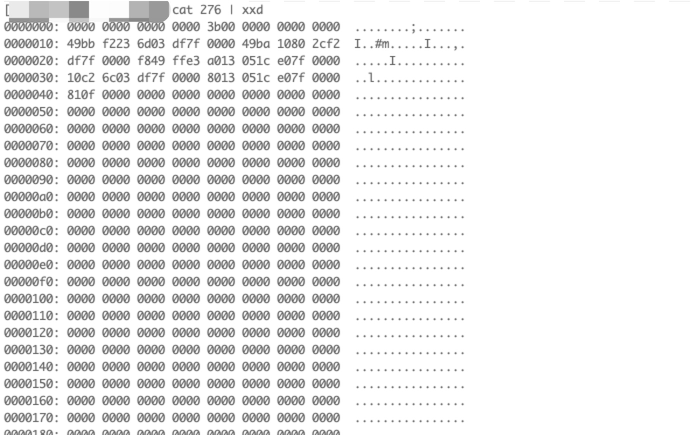 [ cat 276 | xxd
0000000: 0000 0000 0000 0000 3b00 0000 0000 0000 ........;.......
0000010: 49bb f223 6d03 df7f 0000 49ba 1080 2cf2 I..#m.....I...,.
0000020: df7f 0000 f849 ffe3 a013 051c e07f 0000 .....I..........
0000030: 10c2 6c03 df7f 0000 8013 051c e07f 0000 ..l.............
0000040: 810f 0000 0000 0000 0000 0000 0000 0000 ................
0000050: 0000 0000 0000 0000 0000 0000 0000 0000 ................
0000060: 0000 0000 0000 0000 0000 0000 0000 0000 ................
0000070: 0000 0000 0000 0000 0000 0000 0000 0000 ................
0000080: 0000 0000 0000 0000 0000 0000 0000 0000 ................
0000090: 0000 0000 0000 0000 0000 0000 0000 0000 ................
00000a0: 0000 0000 0000 0000 0000 0000 0000 0000 ................
00000b0: 0000 0000 0000 0000 0000 0000 0000 0000 ................
00000c0: 0000 0000 0000 0000 0000 0000 0000 0000 ................
00000d0: 0000 0000 0000 0000 0000 0000 0000 0000 ................
00000e0: 0000 0000 0000 0000 0000 0000 0000 0000 ................
00000f0: 0000 0000 0000 0000 0000 0000 0000 0000 ................
0000100: 0000 0000 0000 0000 0000 0000 0000 0000 ................
0000110: 0000 0000 0000 0000 0000 0000 0000 0000 ................
0000120: 0000 0000 0000 0000 0000 0000 0000 0000 ................
0000130: 0000 0000 0000 0000 0000 0000 0000 0000 ................
0000140: 0000 0000 0000 0000 0000 0000 0000 0000 ................
0000150: 0000 0000 0000 0000 0000 0000 0000 0000 ................
0000160: 0000 0000 0000 0000 0000 0000 0000 0000 ................
0000170: 0000 0000 0000 0000 0000 0000 0000 0000 ................
0000180: 0000 0000 0000 0000 0000 0000 0000 0000